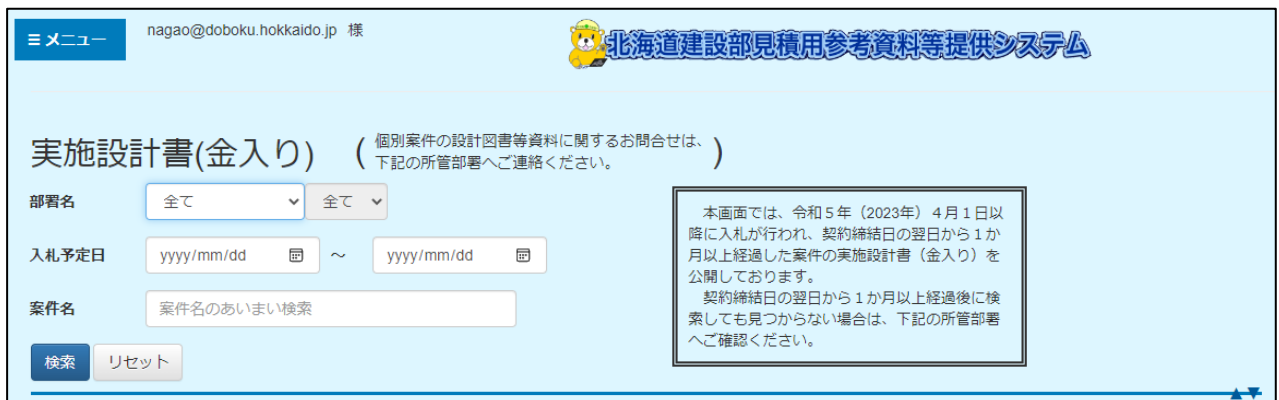 ≡ メニュー
nagao@doboku.hokkaido.jp 様
北海道建設部見積用参考資料等提供システム
実施設計書(金入り)
( 個別案件の設計図書等資料に関するお問合せは、
下記の所管部署へご連絡ください。 )
部署名 全て 全て
入札予定日 yyyy/mm/dd ～ yyyy/mm/dd
案件名 案件名のあいまい検索
検索 リセット
本画面では、令和５年（2023年）４月１日以
降に入札が行われ、契約締結日の翌日から１か
月以上経過した案件の実施設計書（金入り）を
公開しております。
契約締結日の翌日から１か月以上経過後に検
索しても見つからない場合は、下記の所管部署
へご確認ください。
▲▼